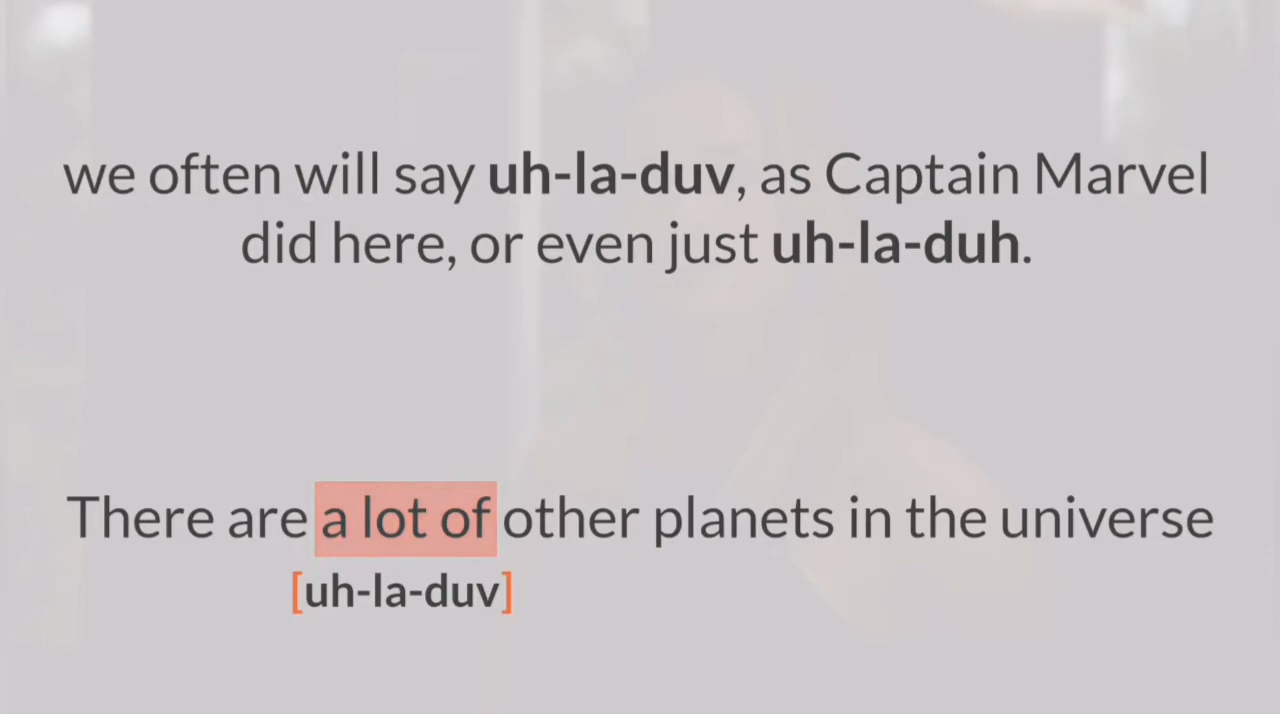 we often will say uh-la-duv, as Captain Marvel
did here, or even just uh-la-duh.
There are a lot of other planets in the universe
[uh-la-duv]